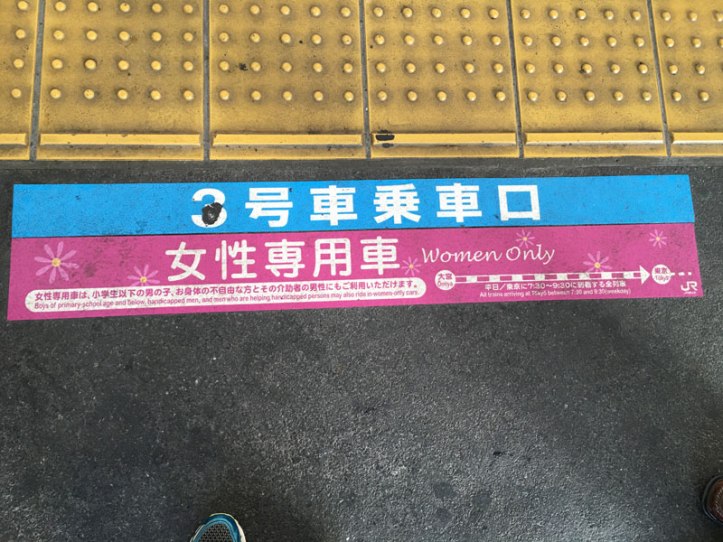 3号車乗車口
女性専用車 Women Only
女性専用車は、小学生以下の男の子、お身体の不自由な方とその介助者の男性にもご利用いただけます。
Boys of primary-school age and below, handicapped men, and men who are helping handicapped persons may also ride in women-only cars.
大宮
Omiya
東京
Tokyo
平日／東京に7:30～9:30に到着する全列車
All trains arriving at Tokyo between 7:30 and 9:30(weekday)
JR